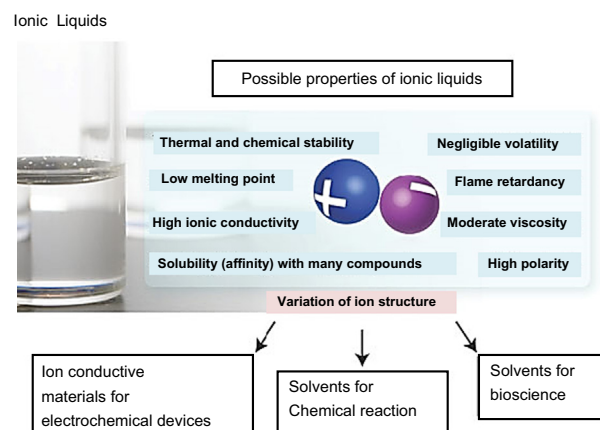 Ionic Liquids
Possible properties of ionic liquids
Thermal and chemical stability
Negligible volatility
Low melting point
Flame retardancy
High ionic conductivity
Moderate viscosity
Solubility (affinity) with many compounds
High polarity
Variation of ion structure
Ion conductive
materials for
electrochemical devices
Solvents for
Chemical reaction
Solvents for
bioscience